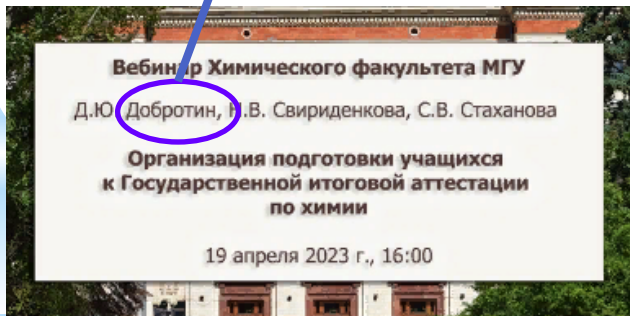 Вебинар Химического факультета МГУ
Д.Ю. Добротин, Н.В. Свириденкова, С.В. Стаханова
Организация подготовки учащихся
к Государственной итоговой аттестации
по химии
19 апреля 2023 г., 16:00